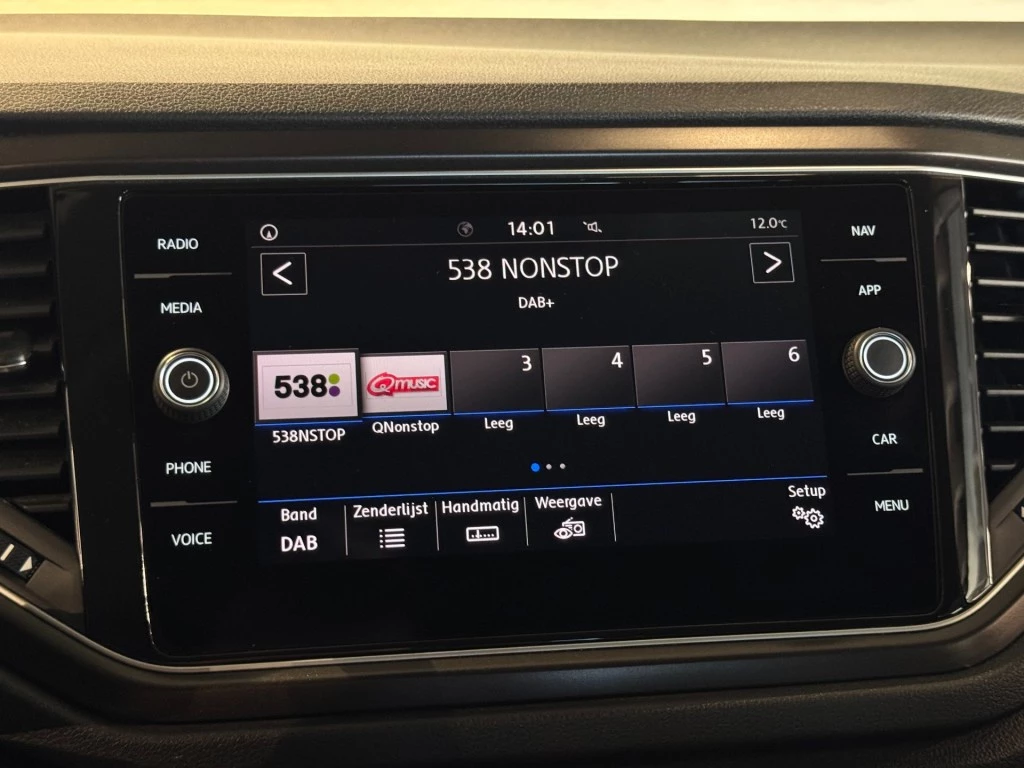 RADIO
MEDIA
PHONE
VOICE
14:01
12.0°C
<
538 NONSTOP
>
DAB+
538
Qmusic
3
4
5
6
538NSTOP
QNonstop
Leeg
Leeg
Leeg
Leeg
Band
DAB
Zenderlijst
Handmatig
Weergave
Setup
NAV
APP
CAR
MENU